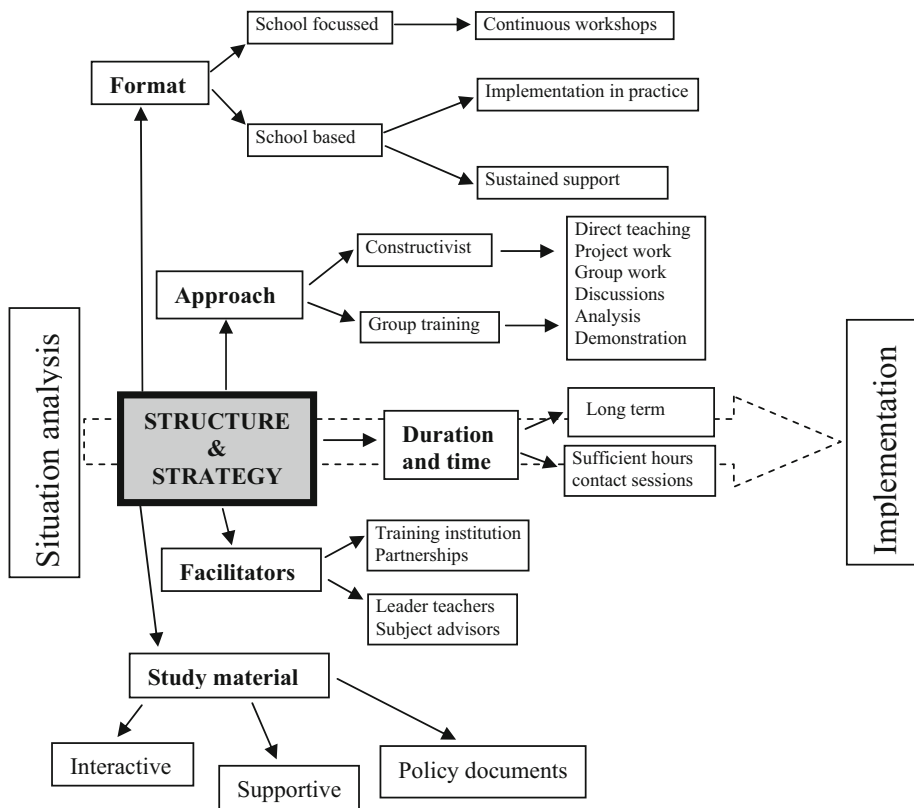 School focussed
Continuous workshops
Format
Implementation in practice
School based
Sustained support
Constructivist
Direct teaching
Project work
Group work
Discussions
Analysis
Demonstration
Approach
Group training
Situation analysis
STRUCTURE
&
STRATEGY
Duration
and time
Long term
Sufficient hours
contact sessions
Implementation
Facilitators
Training institution
Partnerships
Leader teachers
Subject advisors
Study material
Interactive
Supportive
Policy documents